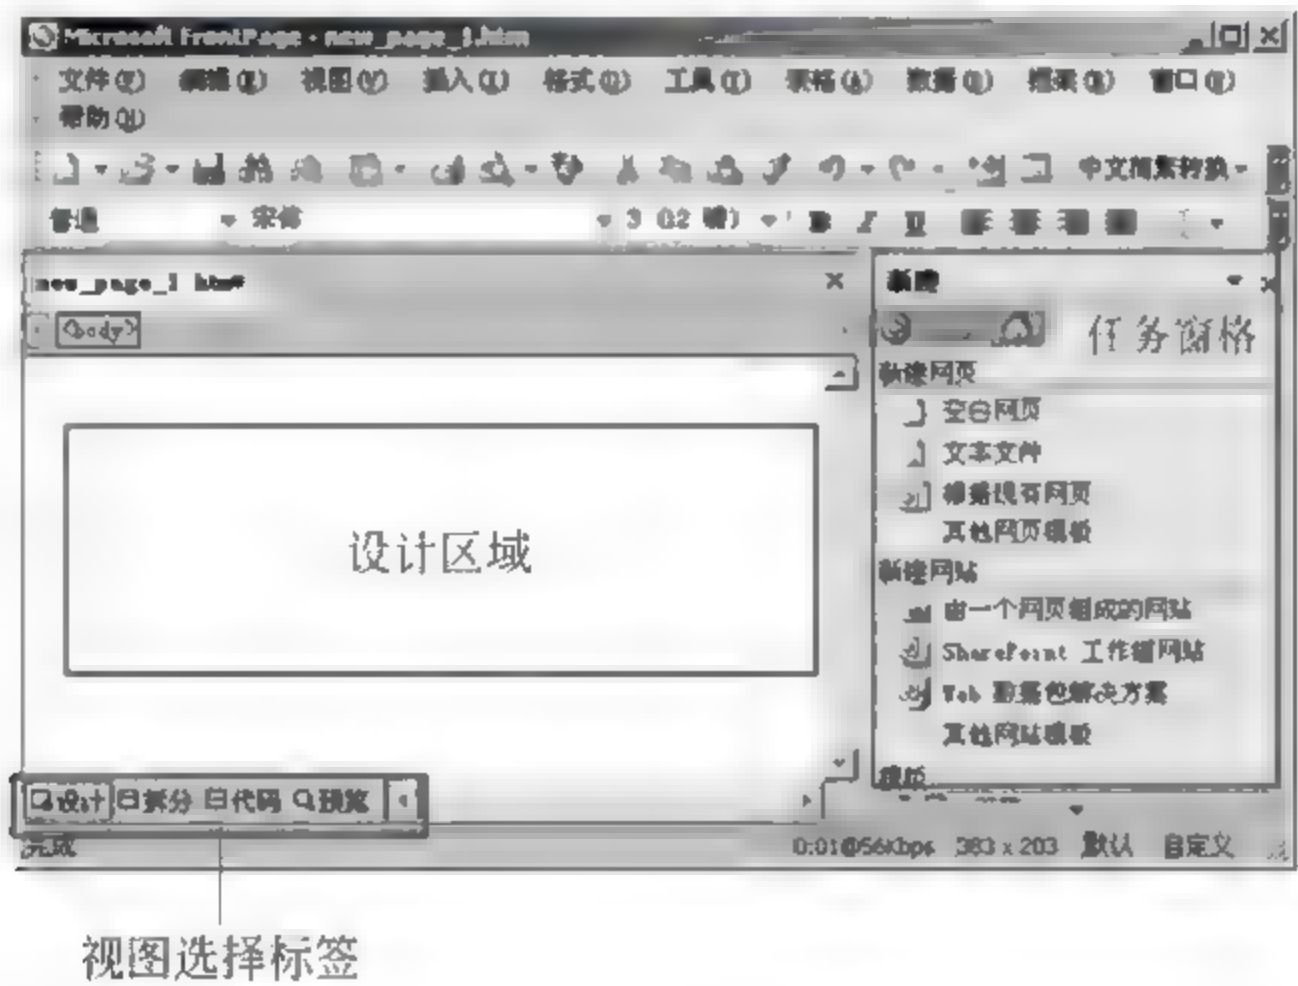 Microsoft FrontPage - new_page_1.htm
文件(F) 编辑(E) 视图(V) 插入(I) 格式(O) 工具(T) 表格(A) 数据(D) 框架(R) 窗口(W)
帮助(H)
中文简繁转换
普通 宋体 3 (12 磅) B I U
new_page_1.htm* 新建
<body> 任务窗格
新建网页
空白网页
文本文件
根据现有网页
其他网页模板
设计区域
新建网站
由一个网页组成的网站
SharePoint 工作组网站
Web 数据包解决方案
其他网站模板
模板
设计 拆分 代码 预览
完成 0:01@56Kbps 383 x 203 默认 自定义
视图选择标签